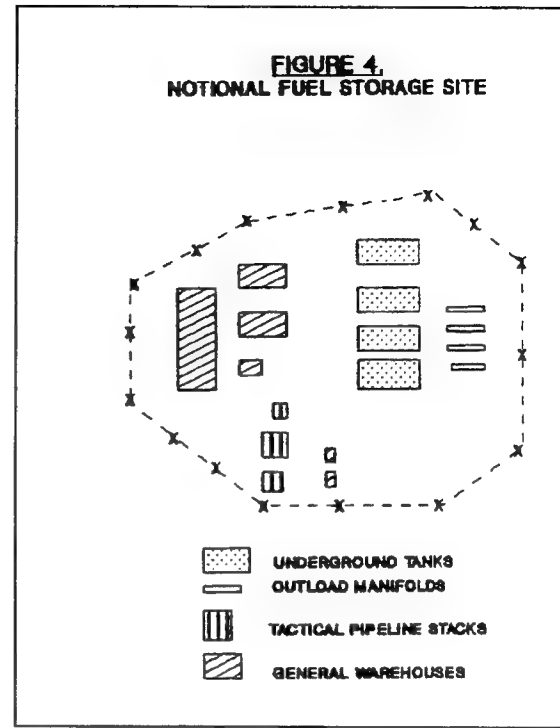 FIGURE 4.
NOTIONAL FUEL STORAGE SITE
UNDERGROUND TANKS
OUTLOAD MANIFOLDS
TACTICAL PIPELINE STACKS
GENERAL WAREHOUSES